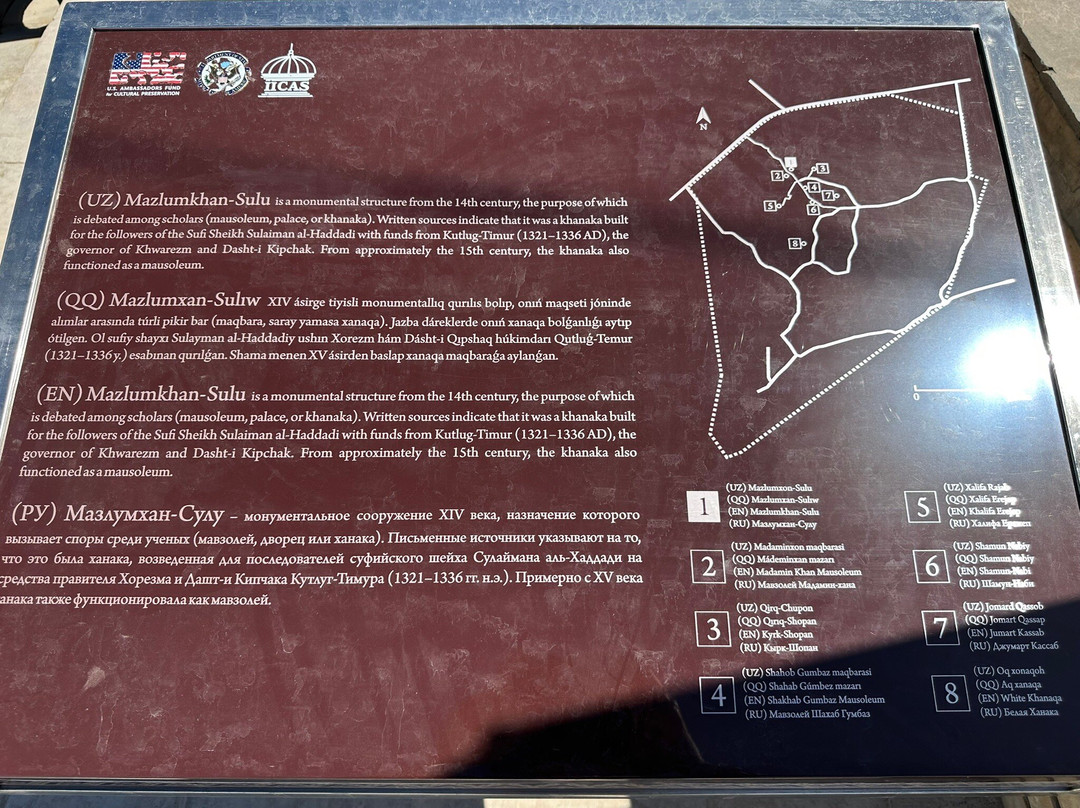 U.S. AMBASSADORS FUND
for CULTURAL PRESERVATION
IICAS
(UZ) Mazlumkhan-Sulu is a monumental structure from the 14th century, the purpose of which
is debated among scholars (mausoleum, palace, or khanaka). Written sources indicate that it was a khanaka built
for the followers of the Sufi Sheikh Sulaiman al-Haddadi with funds from Kutlug-Timur (1321–1336 AD), the
governor of Khwarezm and Dasht-i Kipchak. From approximately the 15th century, the khanaka also
functioned as a mausoleum.
(QQ) Mazlumxan-Sulıw XIV ásirge tiyisli monumentallıq qurılıs bolıp, onıń maqseti jóninde
alımlar arasında túrli pikir bar (maqbara, saray yamasa xanaqa). Jazba dáreklerde onıń xanaqa bolǵanlıǵı aytıp
ótilgen. Ol sufiy shayxı Sulayman al-Haddadiy ushın Xorezm hám Dásht-i Qıpshaq húkimdarı Qutluǵ-Temur
(1321–1336 y.) esabınan qurılǵan. Shama menen XV ásirden baslap xanaqa maqbaraǵa aylanǵan.
(EN) Mazlumkhan-Sulu is a monumental structure from the 14th century, the purpose of which
is debated among scholars (mausoleum, palace, or khanaka). Written sources indicate that it was a khanaka built
for the followers of the Sufi Sheikh Sulaiman al-Haddadi with funds from Kutlug-Timur (1321–1336 AD), the
governor of Khwarezm and Dasht-i Kipchak. From approximately the 15th century, the khanaka also
functioned as a mausoleum.
(РУ) Мазлумхан-Сулу – монументальное сооружение XIV века, назначение которого
вызывает споры среди ученых (мавзолей, дворец или ханака). Письменные источники указывают на то,
что это была ханака, возведенная для последователей суфийского шейха Сулаймана аль-Хаддади на
средства правителя Хорезма и Дашт-и Кипчака Кутлуг-Тимура (1321–1336 гг. н.э.). Примерно с XV века
ханака также функционировала как мавзолей.
N
1
2
3
4
5
6
7
8
0
1
(UZ) Mazlumxon-Sulu
(QQ) Mazlumxan-Sulıw
(EN) Mazlumkhan-Sulu
(RU) Мазлумхан-Сулу
2
(UZ) Madaminxon maqbarasi
(QQ) Mádeminxan mazarı
(EN) Madamin Khan Mausoleum
(RU) Мавзолей Мадамин-хана
3
(UZ) Qirq-Chupon
(QQ) Qırıq-Shopan
(EN) Kyrk-Shopan
(RU) Кырк-Шопан
4
(UZ) Shahob Gumbaz maqbarasi
(QQ) Shahab Gúmbez mazarı
(EN) Shakhab Gumbaz Mausoleum
(RU) Мавзолей Шахаб Гумбаз
5
(UZ) Xalifa
(QQ) Xalifa
(EN) Khalifa
(RU) Халифа
6
(UZ) Shamun Nabiy
(QQ) Shamun Nabiy
(EN) Shamun-Nabi
(RU) Шамун-Наби
7
(UZ) Jomard Qassob
(QQ) Jomart Qassap
(EN) Jumart Kassab
(RU) Джумарт Кассаб
8
(UZ) Oq xonaqoh
(QQ) Aq xanaqa
(EN) White Khanaqa
(RU) Белая Ханака